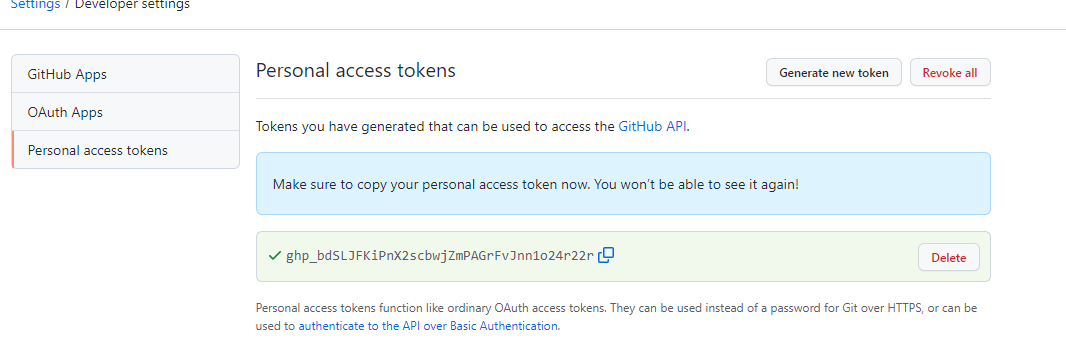 Settings / Developer settings
GitHub Apps
OAuth Apps
Personal access tokens
Personal access tokens
Generate new token
Revoke all
Tokens you have generated that can be used to access the GitHub API.
Make sure to copy your personal access token now. You won't be able to see it again!
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
Delete
Personal access tokens function like ordinary OAuth access tokens. They can be used instead of a password for Git over HTTPS, or can be
used to authenticate to the API over Basic Authentication.